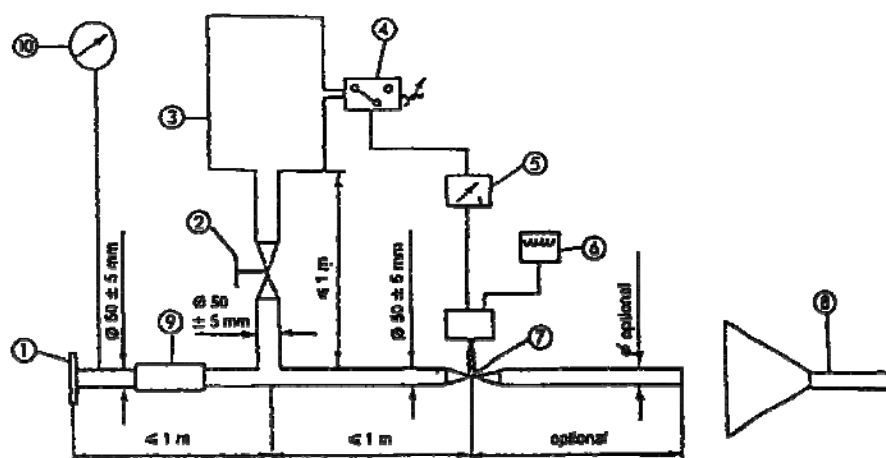 10
4
3
5
2
6
≤ 1 m
Ø 50 ± 5 mm
Ø 50 ± 5 mm
Ø 50
± 5 mm
ø optional
9
7
8
1
≤ 1 m
≤ 1 m
optional